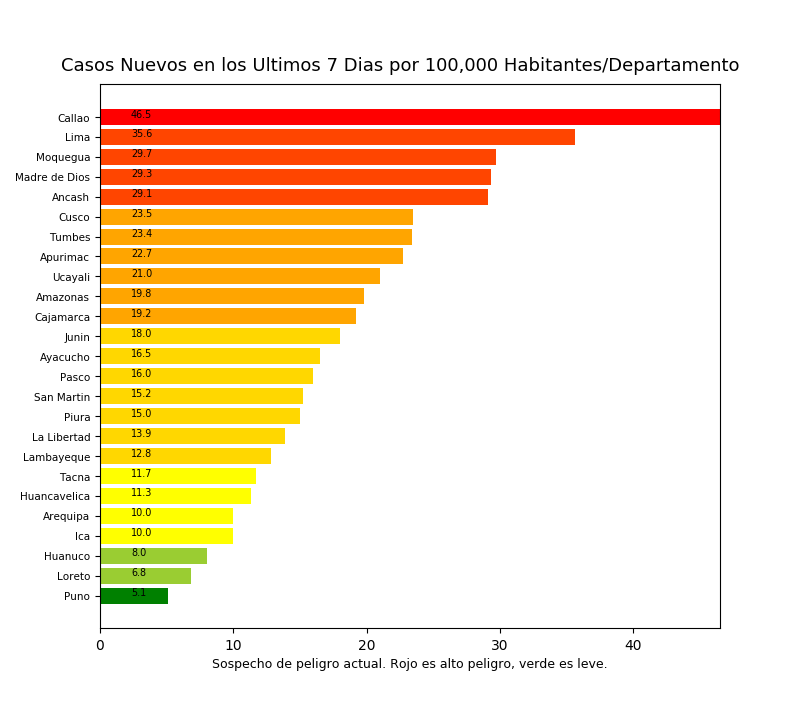 Casos Nuevos en los Ultimos 7 Dias por 100,000 Habitantes/Departamento
Callao 46.5
Lima 35.6
Moquegua 29.7
Madre de Dios 29.3
Ancash 29.1
Cusco 23.5
Tumbes 23.4
Apurimac 22.7
Ucayali 21.0
Amazonas 19.8
Cajamarca 19.2
Junin 18.0
Ayacucho 16.5
Pasco 16.0
San Martin 15.2
Piura 15.0
La Libertad 13.9
Lambayeque 12.8
Tacna 11.7
Huancavelica 11.3
Arequipa 10.0
Ica 10.0
Huanuco 8.0
Loreto 6.8
Puno 5.1
0 10 20 30 40
Sospecho de peligro actual. Rojo es alto peligro, verde es leve.